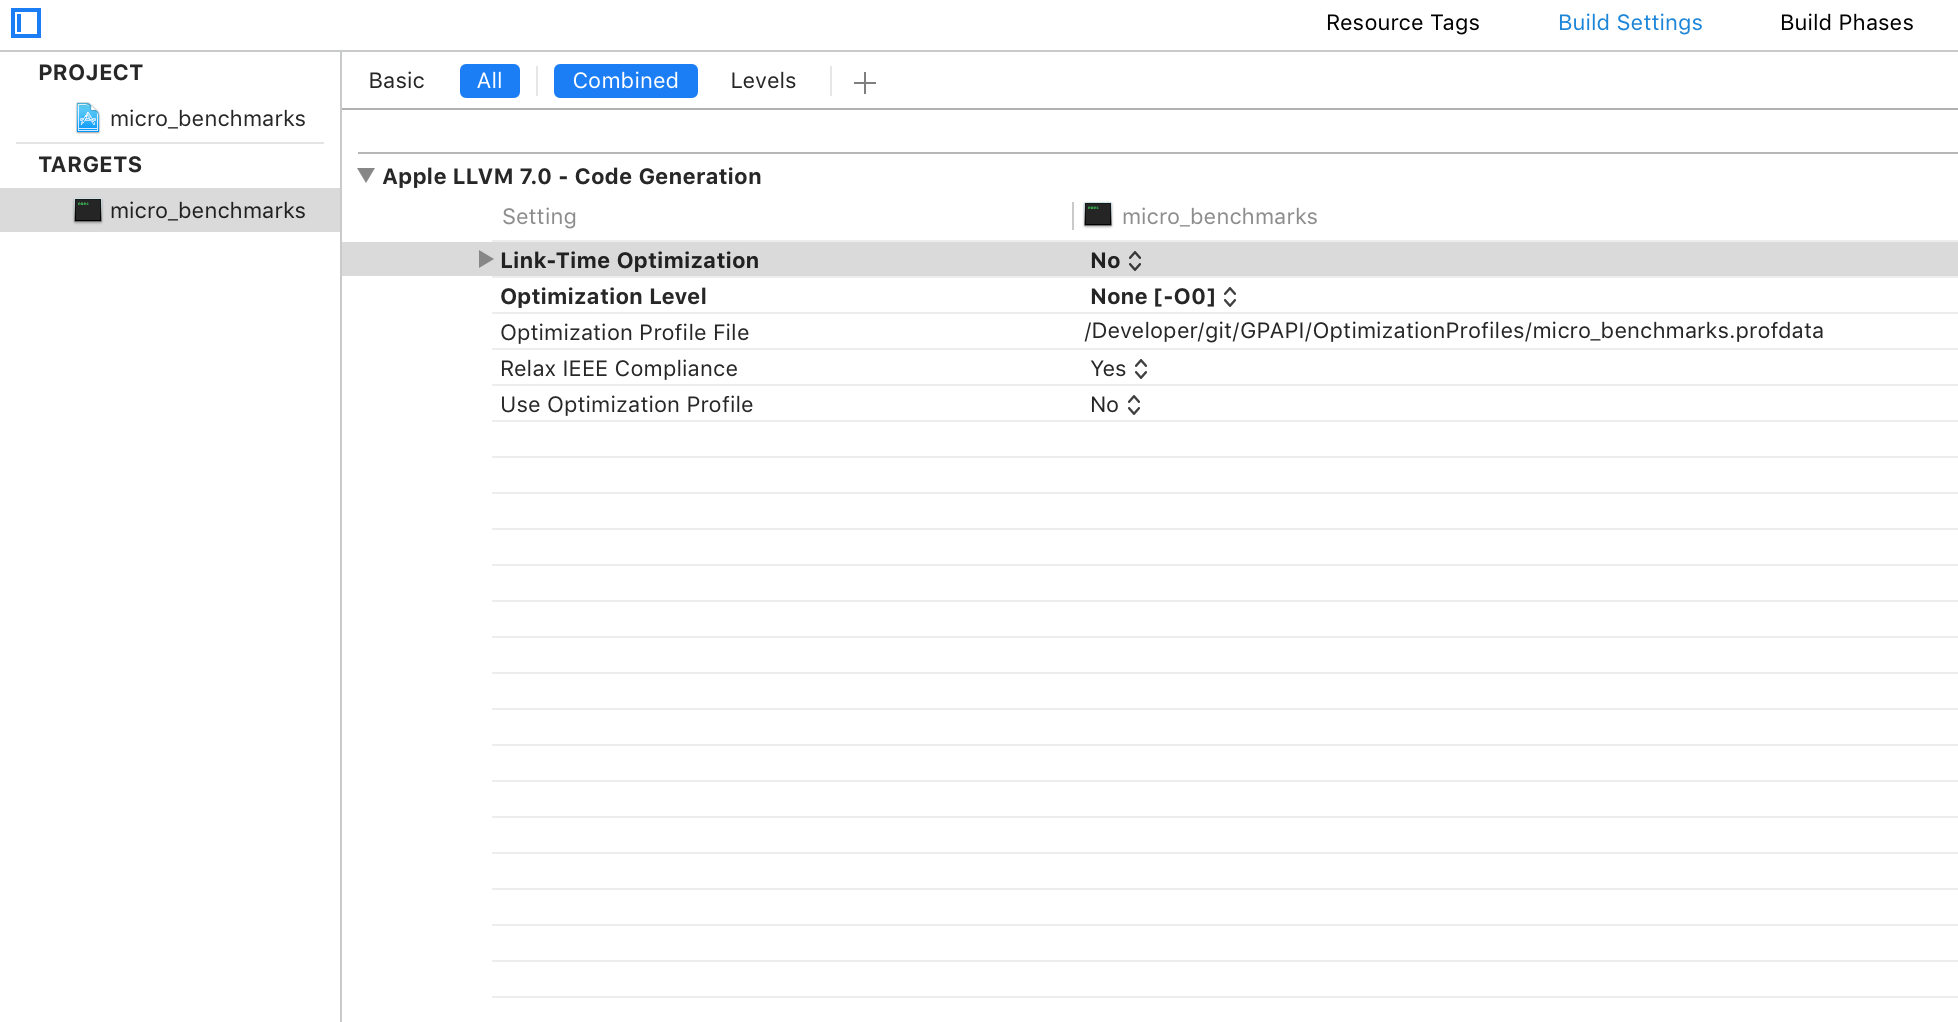 Resource Tags Build Settings Build Phases
PROJECT
micro_benchmarks
TARGETS
micro_benchmarks
Basic All Combined Levels
Apple LLVM 7.0 - Code Generation
Setting micro_benchmarks
Link-Time Optimization No
Optimization Level None [-O0]
Optimization Profile File /Developer/git/GPAPI/OptimizationProfiles/micro_benchmarks.profdata
Relax IEEE Compliance Yes
Use Optimization Profile No